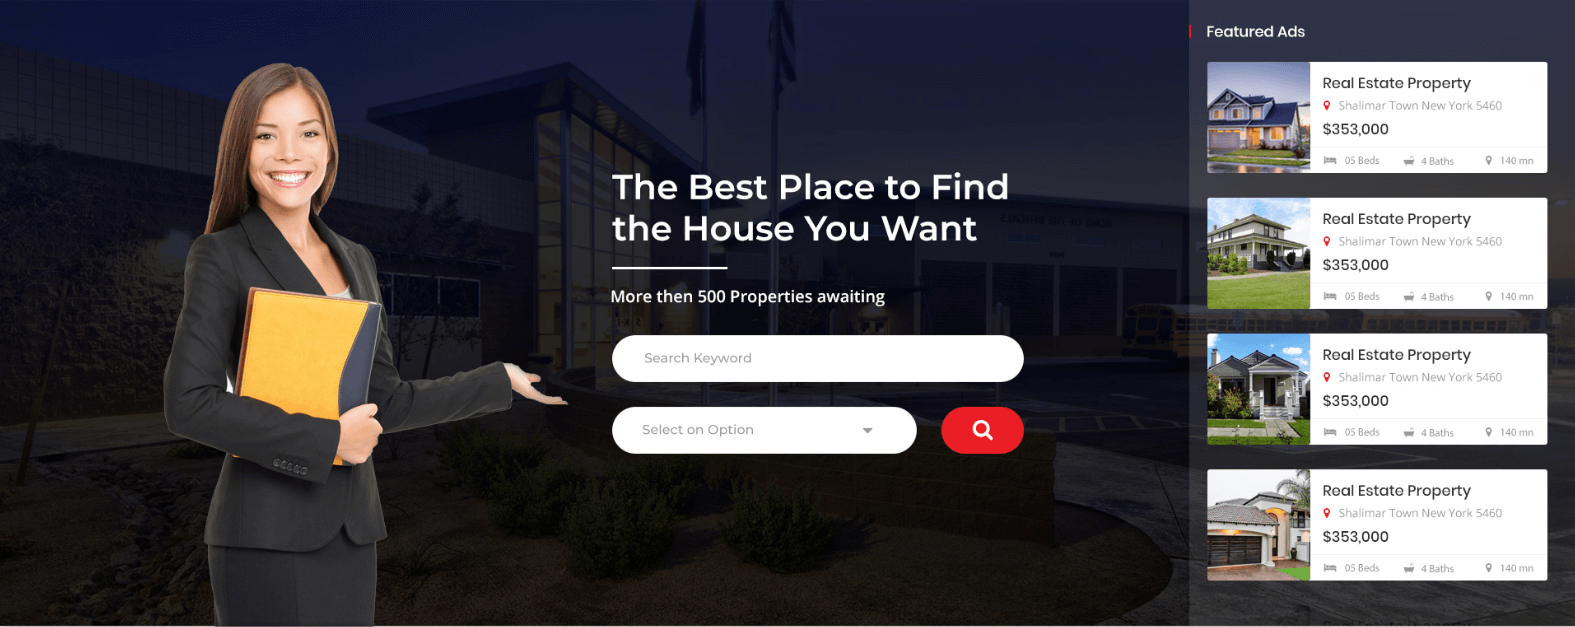 The Best Place to Find
the House You Want
More then 500 Properties awaiting
Search Keyword
Select on Option
Featured Ads
Real Estate Property
Shalimar Town New York 5460
$353,000
05 Beds 4 Baths 140 mn
Real Estate Property
Shalimar Town New York 5460
$353,000
05 Beds 4 Baths 140 mn
Real Estate Property
Shalimar Town New York 5460
$353,000
05 Beds 4 Baths 140 mn
Real Estate Property
Shalimar Town New York 5460
$353,000
05 Beds 4 Baths 140 mn